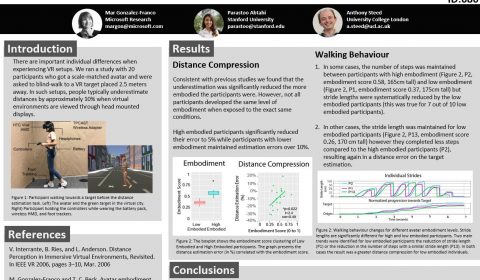 Mar Gonzalez-Franco
Microsoft Research
margon@microsoft.com
Parastoo Abtahi
Stanford University
parastoo@stanford.edu
Anthony Steed
University College London
a.steed@ucl.ac.uk
Introduction
There are important individual differences when
experiencing VR setups. We ran a study with 20
participants who got a scale-matched avatar and were
asked to blind-walk to a VR target placed 2.5 meters
away. In such setups, people typically underestimate
distances by approximately 10% when virtual
environments are viewed through head mounted
displays.
HTC Vive
HMD
TPCAST
Wireless Adapter
Battery
Controllers
Trackers
Figure 1: Participant walking towards a target before the distance
estimation task. Left) The avatar and the green target in the virtual city.
Right) Participant holding the controllers while wearing the battery pack,
wireless HMD, and foot trackers.
References
V. Interrante, B. Ries, and L. Anderson. Distance
Perception in Immersive Virtual Environments, Revisited.
In IEEE VR 2006, pages 3–10. Mar. 2006
M. Gonzalez-Franco and T. C. Peck. Avatar embodiment.
Results
Distance Compression
Consistent with previous studies we found that the
underestimation was significantly reduced the more
embodied the participants were. However, not all
participants developed the same level of
embodiment when exposed to the exact same
conditions.
High embodied participants significantly reduced
their error to 5% while participants with lower
embodiment maintained estimation errors over 10%.
Embodiment
Embodiment Score
Low
Embodied
High
Embodied
Distance Compression
Distance Estimation Error (%)
Embodiment Score (0 to 1)
Figure 2: The boxplot shows the embodiment score clustering of Low
Embodied and High Embodied participants. The graph presents the
distance estimation error (in %) correlated with the embodiment score.
Conclusions
Walking Behaviour
1. In some cases, the number of steps was maintained
between participants with high embodiment (Figure 2, P2,
embodiment score 0.58, 165cm tall) and low embodiment
(Figure 2, P1, embodiment score 0.37, 175cm tall) but
stride lengths were systematically reduced by the low
embodied participants (this was true for 7 out of 10 low
embodied participants).
2. In other cases, the stride length was maintained for low
embodied participants (Figure 2, P13, embodiment score
0.26, 170 cm tall) however they completed less steps
compared to the high embodied participants (P2),
resulting again in a distance error on the target
estimation.
Individual Strides
Normalized progression towards Target
Figure 2: Walking behaviour changes for different avatar embodiment levels. Stride
lengths are significantly different for high and low embodied participants. Two main
trends were identified for low embodied participants the reduction of stride length
(P1) or the reduction in the number of steps with a similar stride length (P13). In both
cases the result was a greater distance compression for low embodied individuals.